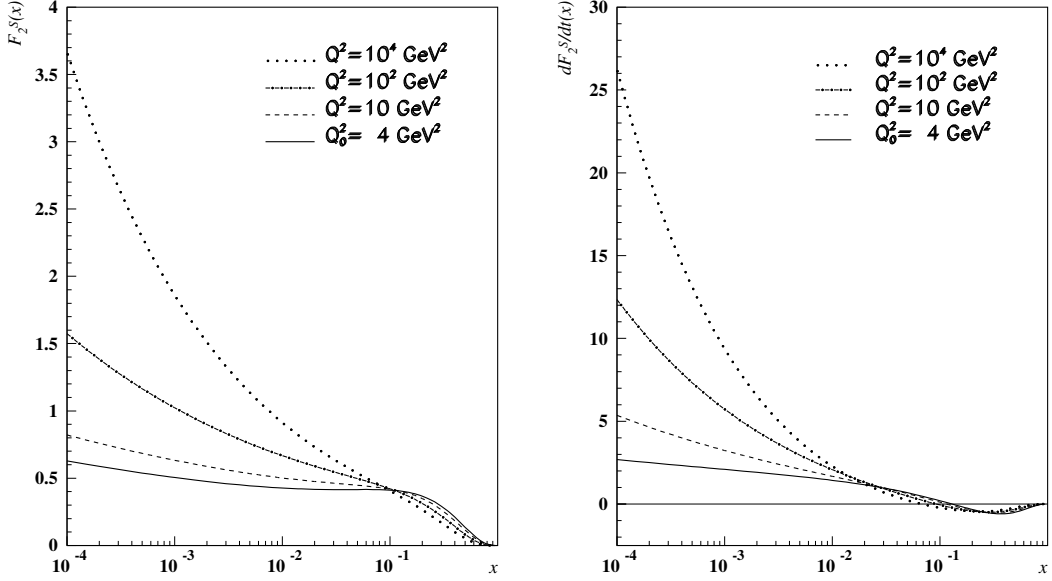 F₂ˢ(x)
4
3.5
3
2.5
2
1.5
1
0.5
0
Q²=10⁴ GeV²
Q²=10² GeV²
Q²=10 GeV²
Q₀²= 4 GeV²
10⁻⁴ 10⁻³ 10⁻² 10⁻¹ x
dF₂ˢ/dt(x)
30
25
20
15
10
5
0
Q²=10⁴ GeV²
Q²=10² GeV²
Q²=10 GeV²
Q₀²= 4 GeV²
10⁻⁴ 10⁻³ 10⁻² 10⁻¹ x